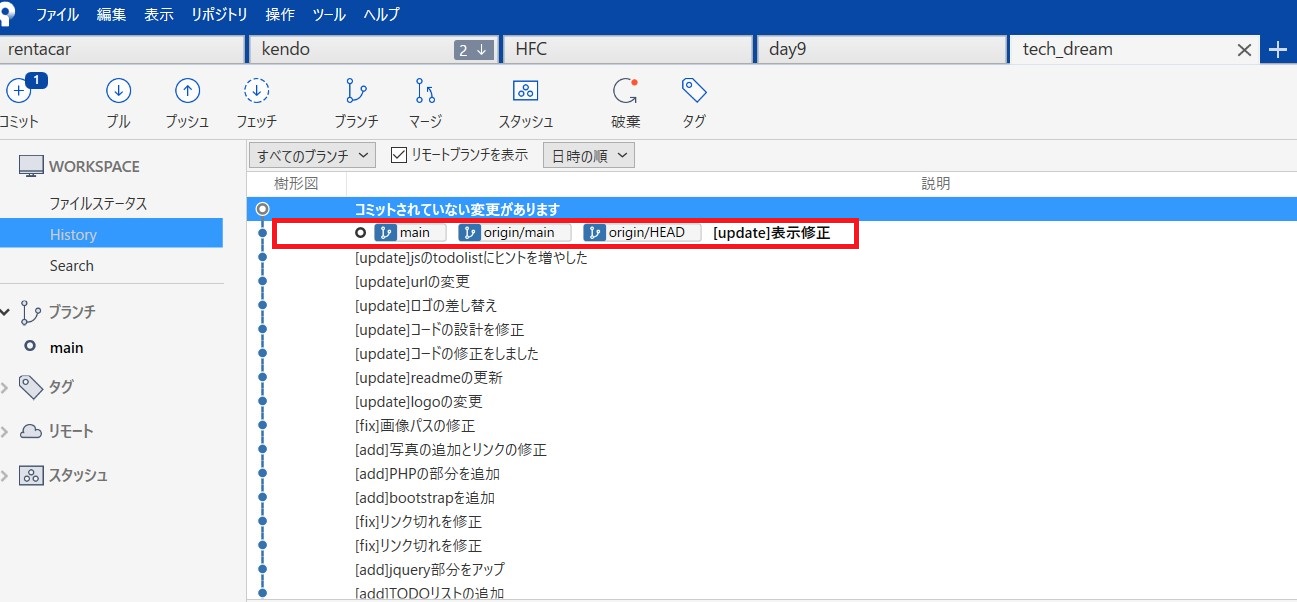 ファイル 編集 表示 リポジトリ 操作 ツール ヘルプ
rentacar kendo 2 HFC day9 tech_dream
1
コミット プル プッシュ フェッチ ブランチ マージ スタッシュ 破棄 タグ
すべてのブランチ リモートブランチを表示 日時の順
WORKSPACE
ファイルステータス
History
Search
ブランチ
main
タグ
リモート
スタッシュ
樹形図 説明
コミットされていない変更があります
main origin/main origin/HEAD [update]表示修正
[update]jsのtodolistにヒントを増やした
[update]urlの変更
[update]ロゴの差し替え
[update]コードの設計を修正
[update]コードの修正をしました
[update]readmeの更新
[update]logoの変更
[fix]画像パスの修正
[add]写真の追加とリンクの修正
[add]PHPの部分を追加
[add]bootstrapを追加
[fix]リンク切れを修正
[fix]リンク切れを修正
[add]jquery部分をアップ
[add]TODOリストの追加